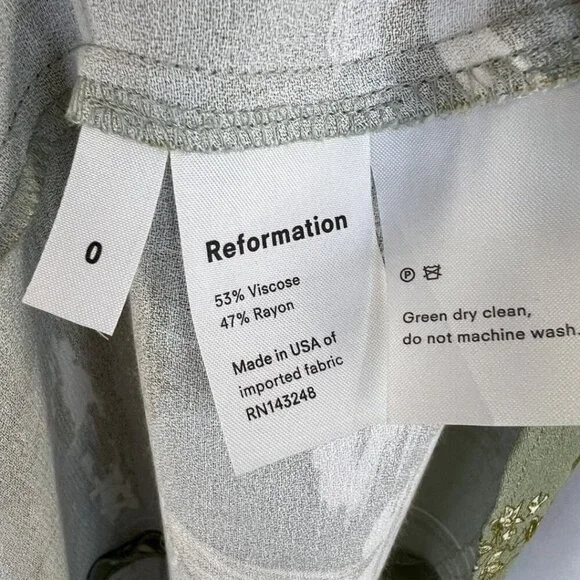 0
Reformation
53% Viscose
47% Rayon
Made in USA of
imported fabric
RN143248
P
Green dry clean,
do not machine wash.